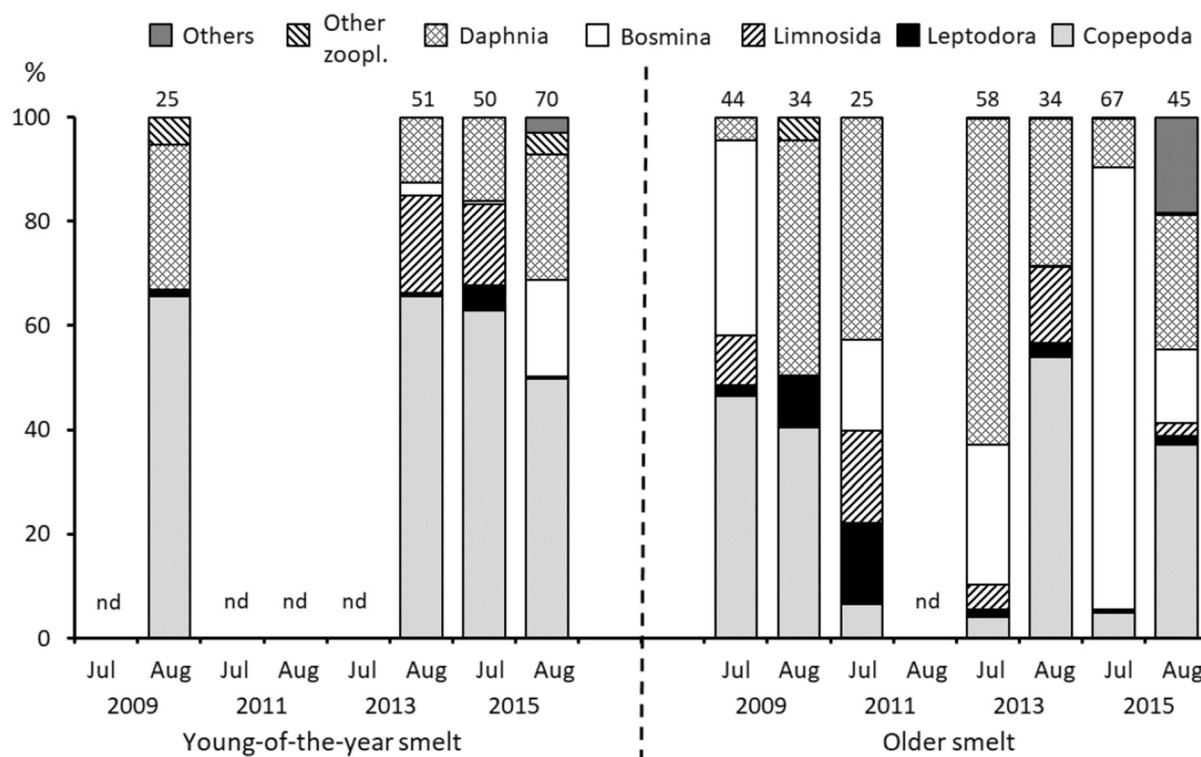 Others Other zoopl. Daphnia Bosmina Limnosida Leptodora Copepoda
%
25 51 50 70 44 34 25 58 34 67 45
100
80
60
40
20
nd nd nd nd nd
0
Jul Aug Jul Aug Jul Aug Jul Aug Jul Aug Jul Aug Jul Aug Jul Aug
2009 2011 2013 2015 2009 2011 2013 2015
Young-of-the-year smelt Older smelt